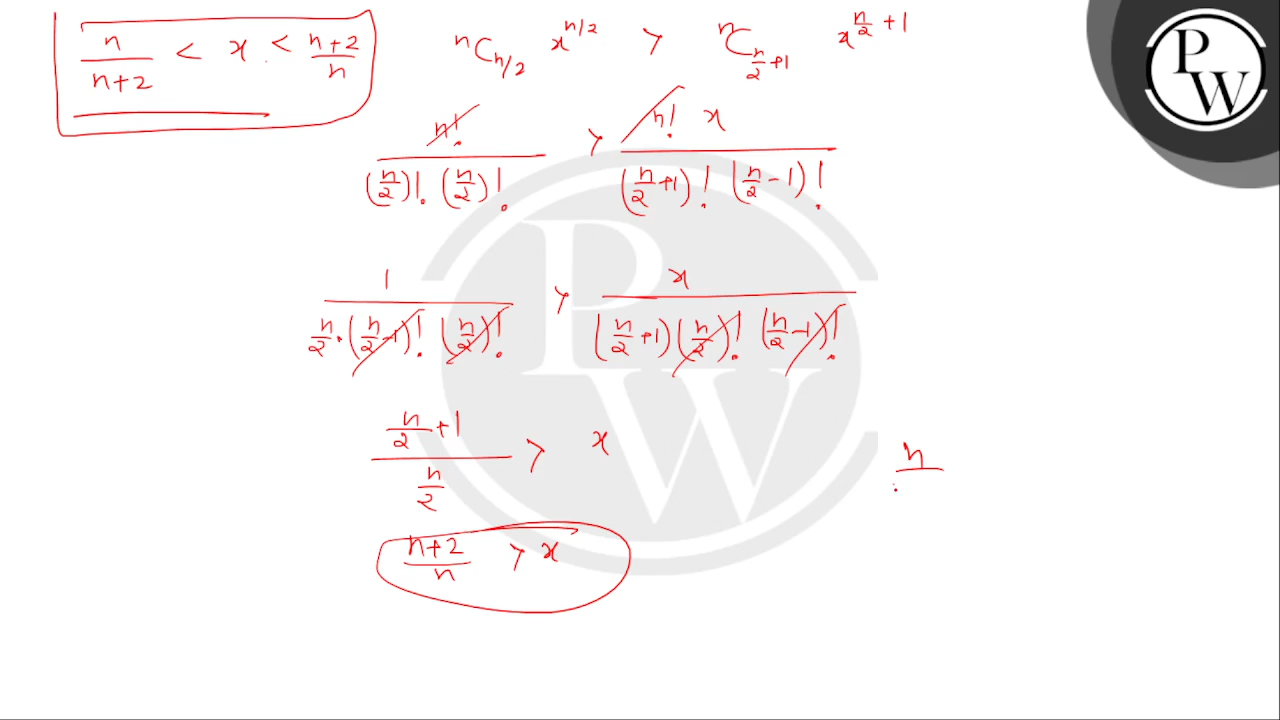 n/(n+2) < x < (n+2)/n
ⁿC_{n/2} x^{n/2} > ⁿC_{n/2+1} x^{n/2+1}
n!/((n/2)! (n/2)!) > n! x/((n/2+1)! (n/2-1)!)
1/(n/2·(n/2-1)! (n/2)!) > x/((n/2+1)(n/2)! (n/2-1)!)
(n/2+1)/(n/2) > x
n
(n+2)/n > x
P
W
P
W